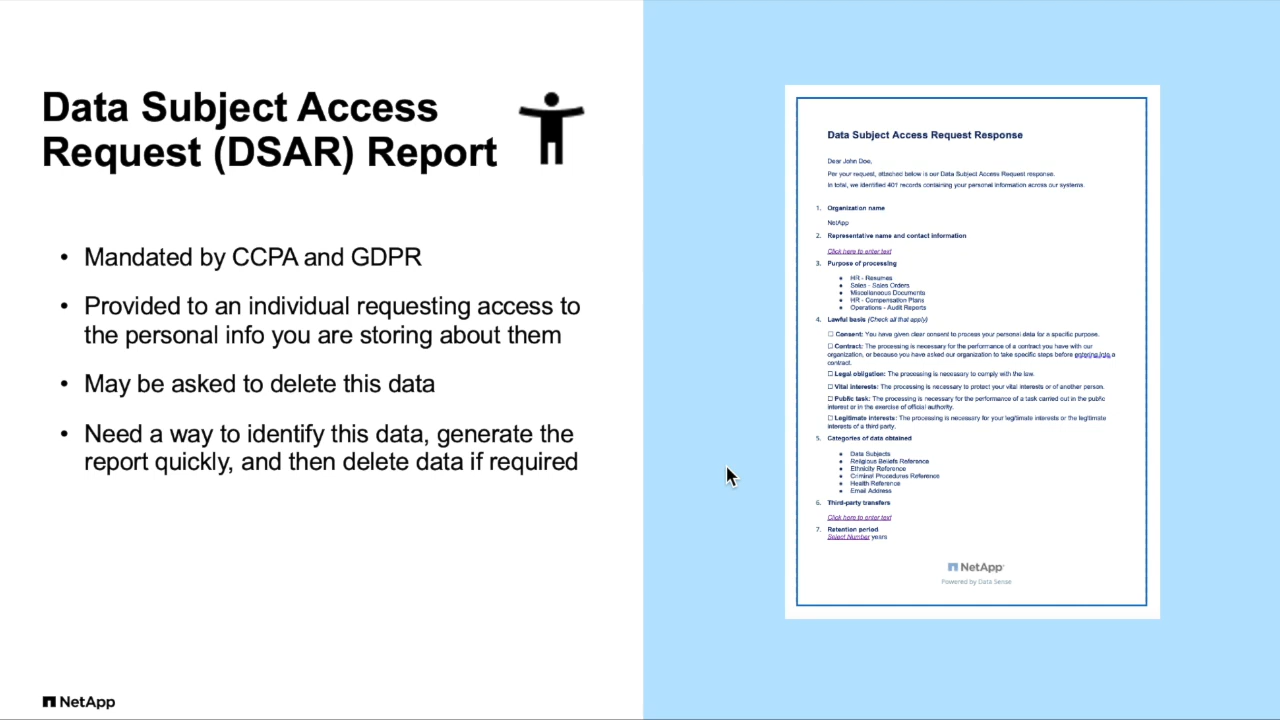 Data Subject Access
Request (DSAR) Report
• Mandated by CCPA and GDPR
• Provided to an individual requesting access to
the personal info you are storing about them
• May be asked to delete this data
• Need a way to identify this data, generate the
report quickly, and then delete data if required
NetApp
Data Subject Access Request Response
Dear John Doe,
Per your request, attached below is our Data Subject Access Request response.
In total, we identified 401 records containing your personal information across our systems.
1. Organization name
NetApp
2. Representative name and contact information
Click here to enter text
3. Purpose of processing
● HR - Resumes
● Sales - Sales Orders
● Miscellaneous Documents
● HR - Compensation Plans
● Operations - Audit Reports
4. Lawful basis (Check all that apply)
☐ Consent: You have given clear consent to process your personal data for a specific purpose.
☐ Contract: The processing is necessary for the performance of a contract you have with our
organization, or because you have asked our organization to take specific steps before entering into a
contract.
☐ Legal obligation: The processing is necessary to comply with the law.
☐ Vital interests: The processing is necessary to protect your vital interests or of another person.
☐ Public task: The processing is necessary for the performance of a task carried out in the public
interest or in the exercise of official authority.
☐ Legitimate interests: The processing is necessary for your legitimate interests or the legitimate
interests of a third party.
5. Categories of data obtained
● Data Subjects
● Religious Beliefs Reference
● Ethnicity Reference
● Criminal Procedures Reference
● Health Reference
● Email Address
6. Third-party transfers
Click here to enter text
7. Retention period
Select Number years
NetApp
Powered by Data Sense